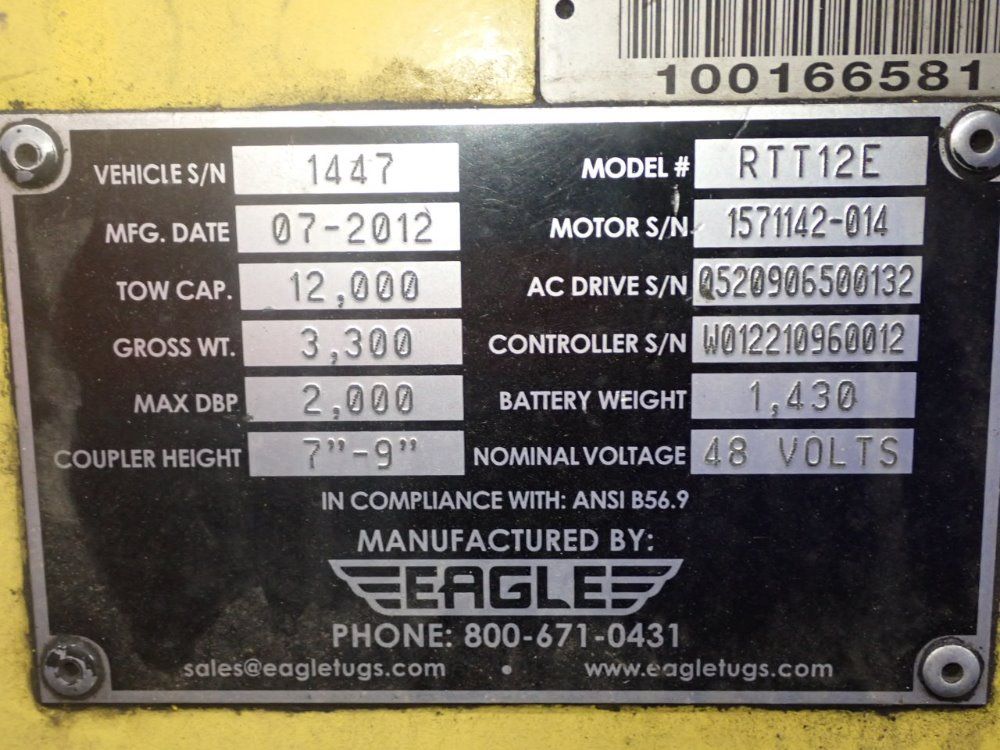 100166581
VEHICLE S/N 1447 MODEL # RTT12E
MFG. DATE 07-2012 MOTOR S/N 1571142-014
TOW CAP. 12,000 AC DRIVE S/N Q520906500132
GROSS WT. 3,300 CONTROLLER S/N W012210960012
MAX DBP 2,000 BATTERY WEIGHT 1,430
COUPLER HEIGHT 7"-9" NOMINAL VOLTAGE 48 VOLTS
IN COMPLIANCE WITH: ANSI B56.9
MANUFACTURED BY:
EAGLE
PHONE: 800-671-0431
sales@eagletugs.com • www.eagletugs.com